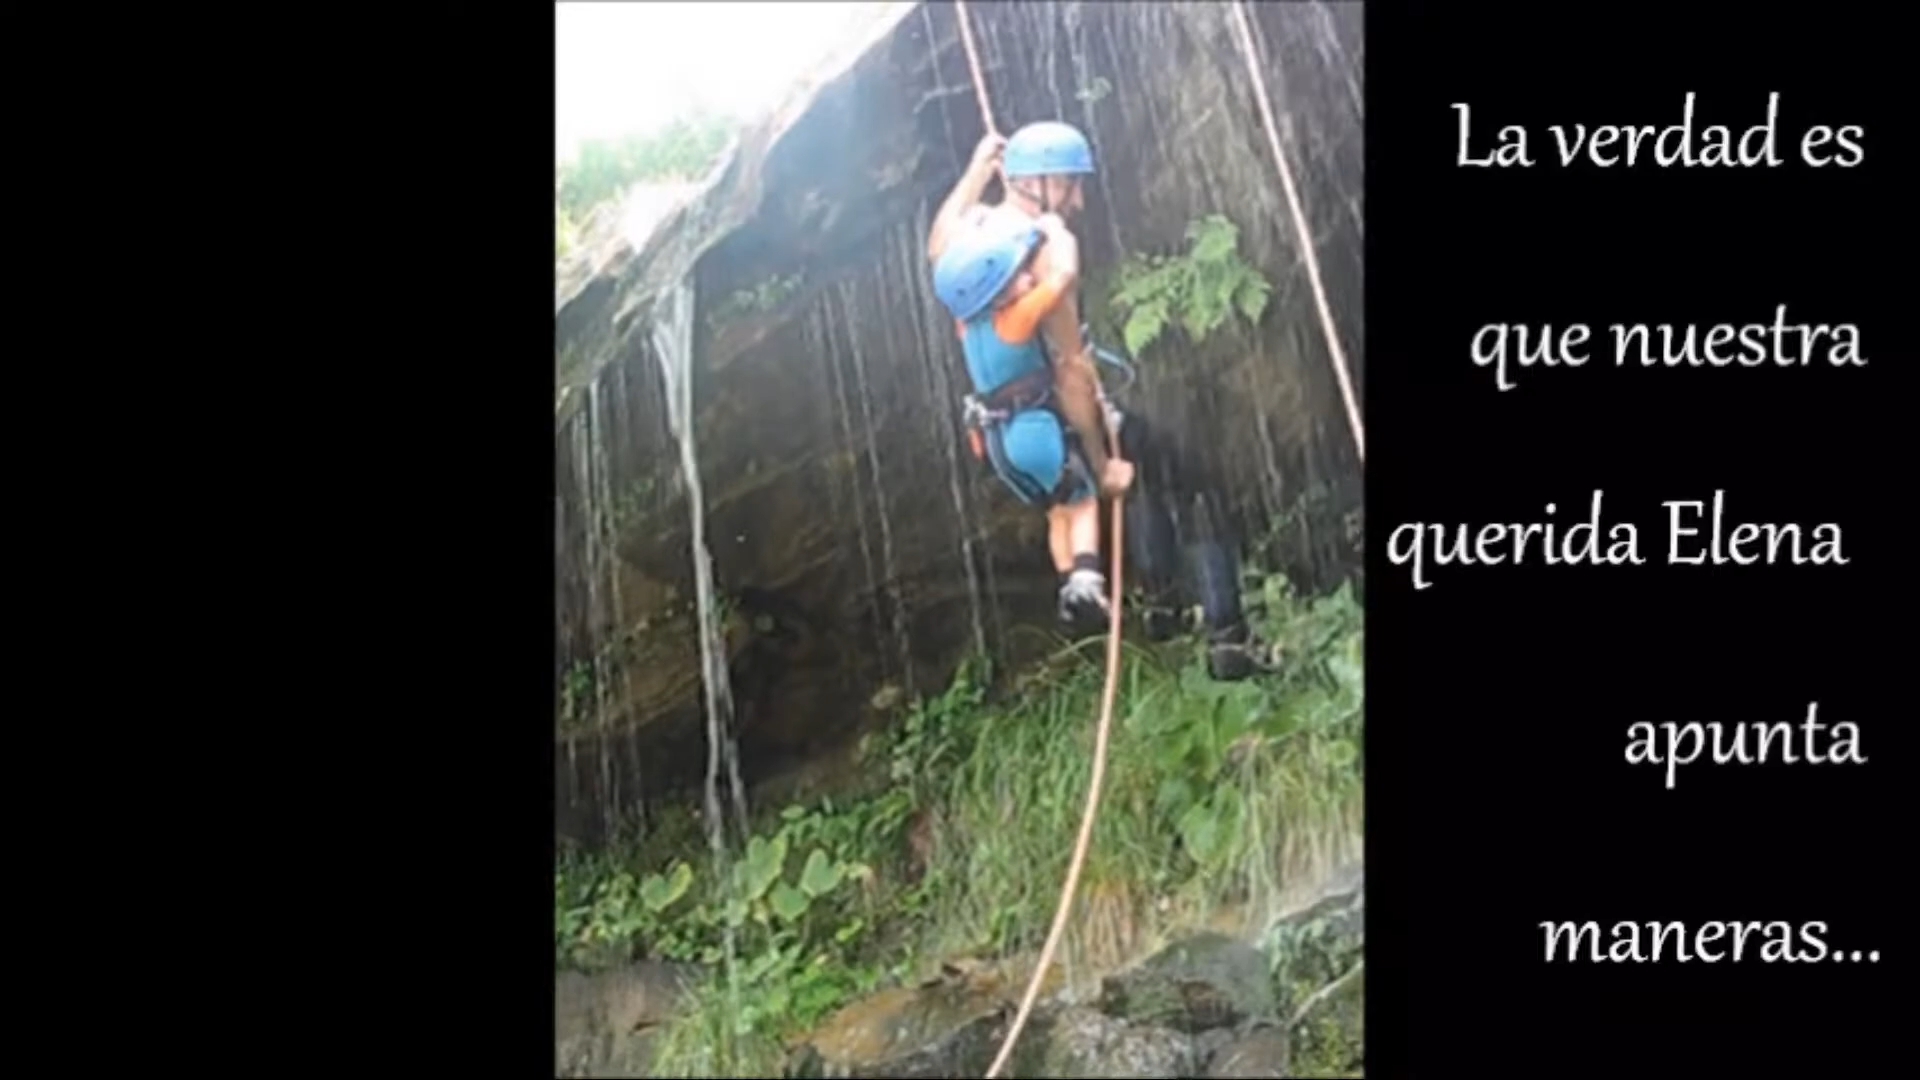 La verdad es
que nuestra
querida Elena
apunta
maneras...